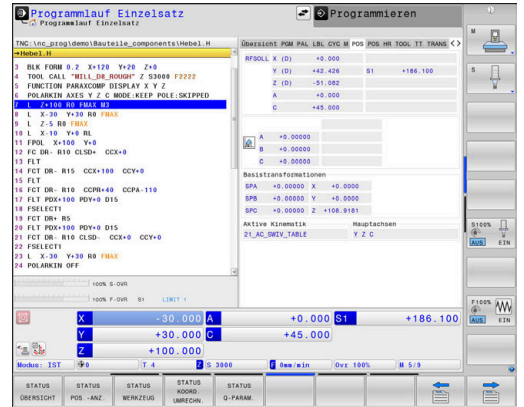 Programmlauf Einzelsatz
Programmlauf Einzelsatz
Programmieren
TNC:\nc_prog\demo\Bauteile_components\Hebel.H
→Hebel.H
3 BLK FORM 0.2 X+120 Y+20 Z+0
4 TOOL CALL "MILL_D8_ROUGH" Z S3000 F2222
5 FUNCTION PARAXCOMP DISPLAY X Y Z
6 POLARKIN AXES Y Z C MODE:KEEP POLE:SKIPPED
7 L Z+100 R0 FMAX M3
8 L X-30 Y+30 R0 FMAX
9 L Z-5 R0 FMAX
10 L X-10 Y+0 RL
11 FPOL X+100 Y+0
12 FC DR- R10 CLSD+ CCX+0
13 FLT
14 FCT DR- R15 CCX+100 CCY+0
15 FLT
16 FCT DR- R10 CCPR+40 CCPA-110
17 FLT PDX+100 PDY+0 D15
18 FSELECT1
19 FCT DR+ R5
20 FLT PDX+100 PDY+0 D15
21 FCT DR- R10 CLSD- CCX+0 CCY+0
22 FSELECT1
23 L X-30 Y+30 R0 FMAX
24 POLARKIN OFF
Übersicht PGM PAL LBL CYC M POS POS HR TOOL TT TRANS
RFSOLL X (D) +0.000
Y (D) +42.426 S1 +186.100
Z (D) -51.082
A +0.000
C +45.000
A +0.00000
B +0.00000
C +0.00000
Basistransformationen
SPA +0.00000 X +0.0000
SPB +0.00000 Y +0.0000
SPC +0.00000 Z +108.9181
Aktive Kinematik Hauptachsen
21_AC_SWIV_TABLE Y Z C
100% S-OVR
100% F-OVR S1 LIMIT 1
X -30.000 A +0.000 S1 +186.100
Y +30.000 C +45.000
Z +100.000
Modus: IST 0 T 4 Z S 3000 F 0mm/min Ovr 100% M 5/9
STATUS ÜBERSICHT
STATUS POS.-ANZ.
STATUS WERKZEUG
STATUS KOORD. UMRECHN.
STATUS Q-PARAM.
M
S
S100%
AUS EIN
F100%
AUS EIN